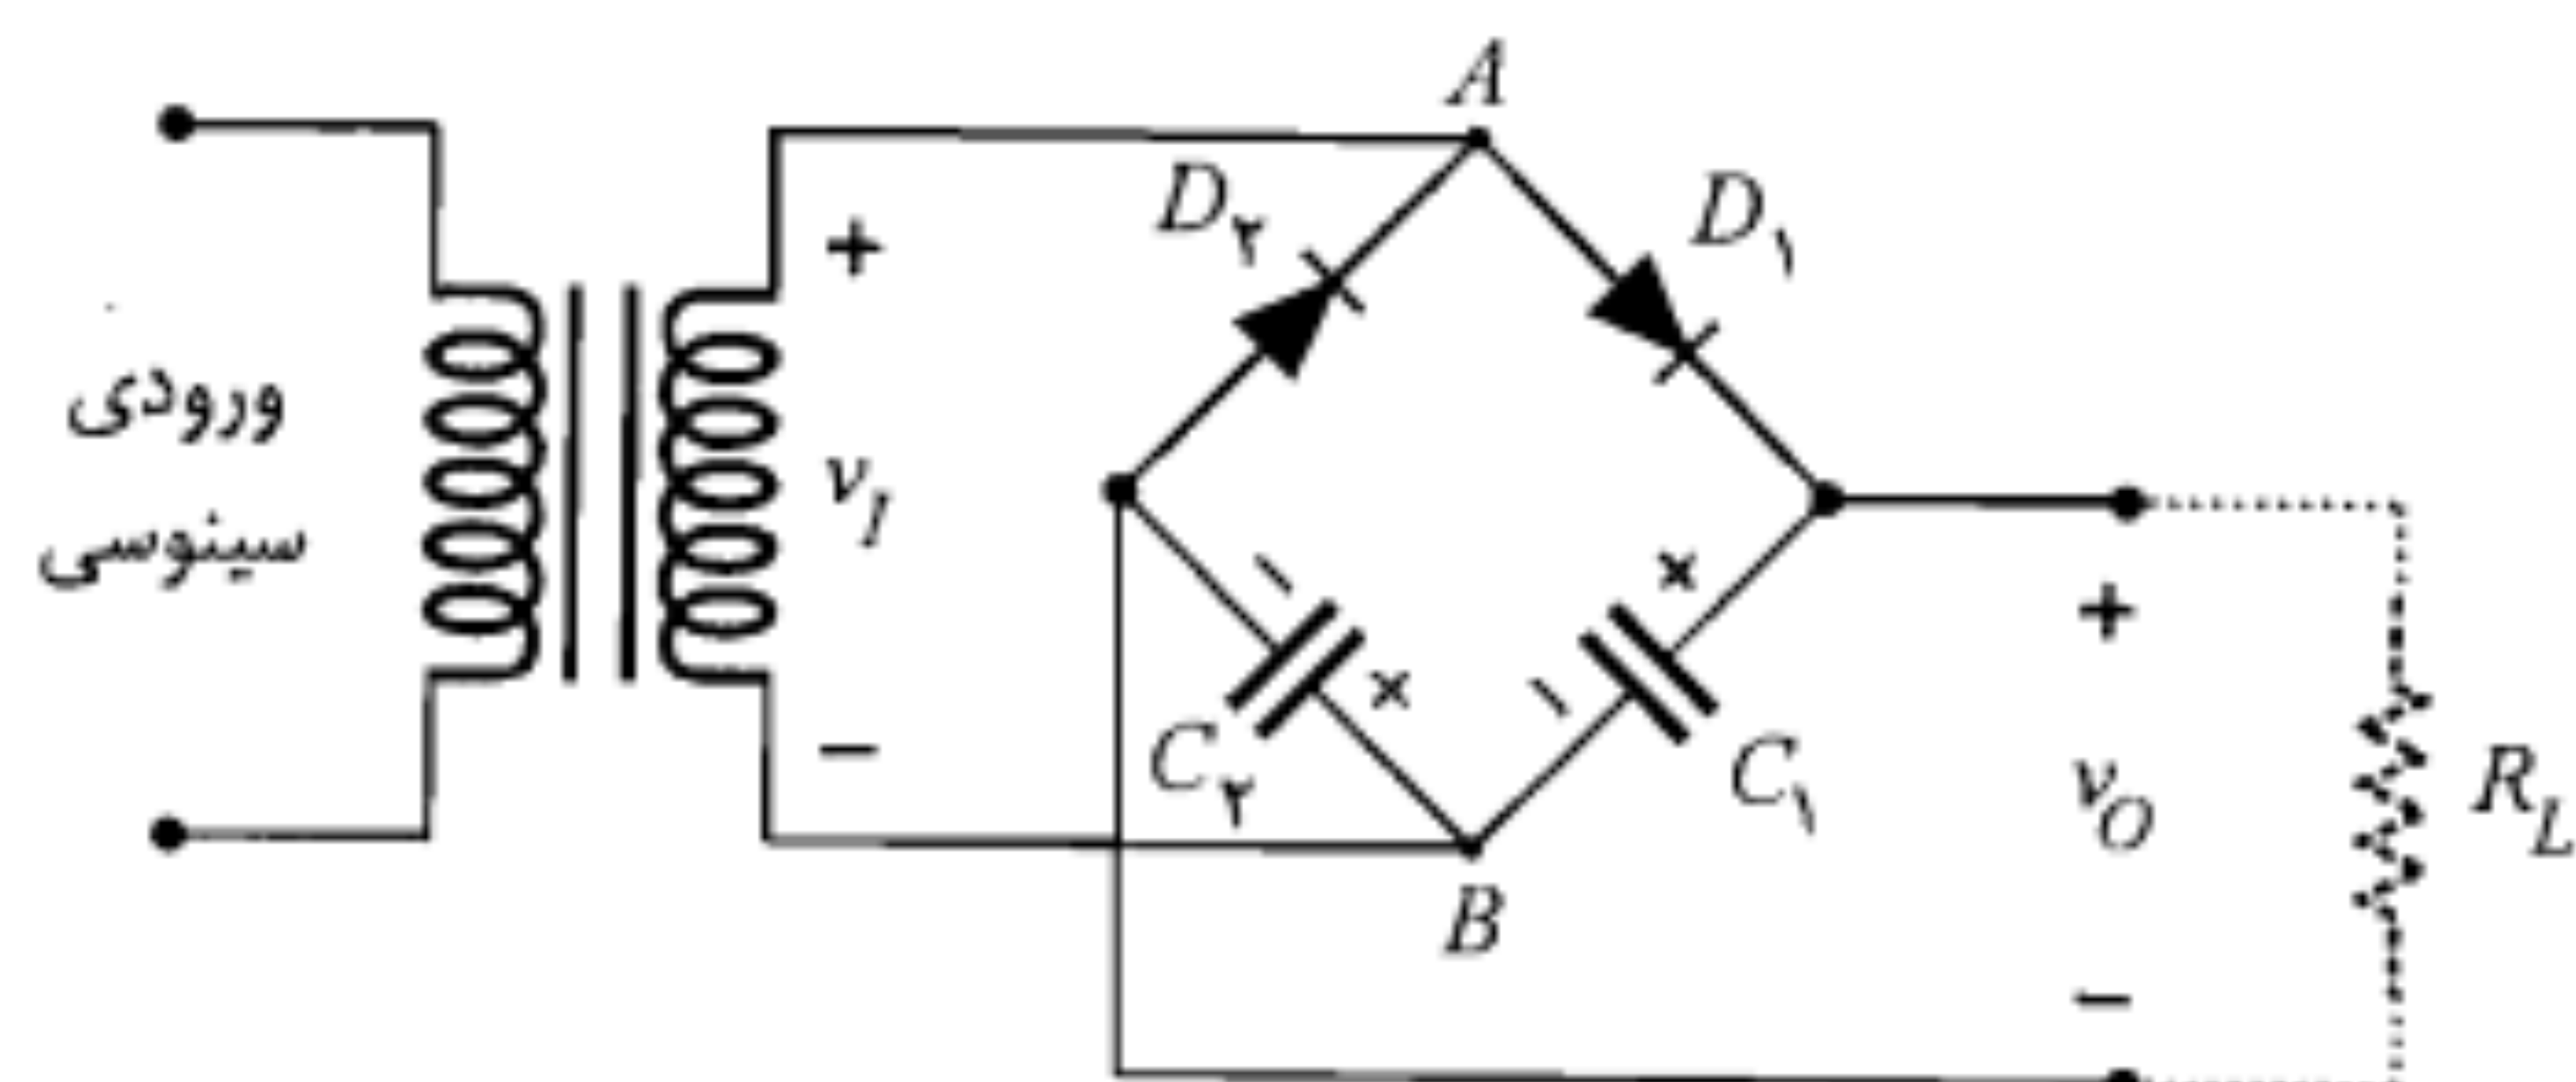 A
D۲
D۱
+
ورودی
سینوسی
v_I
−
− +
+ −
C۲
C۱
B
+
v_O
−
R_L